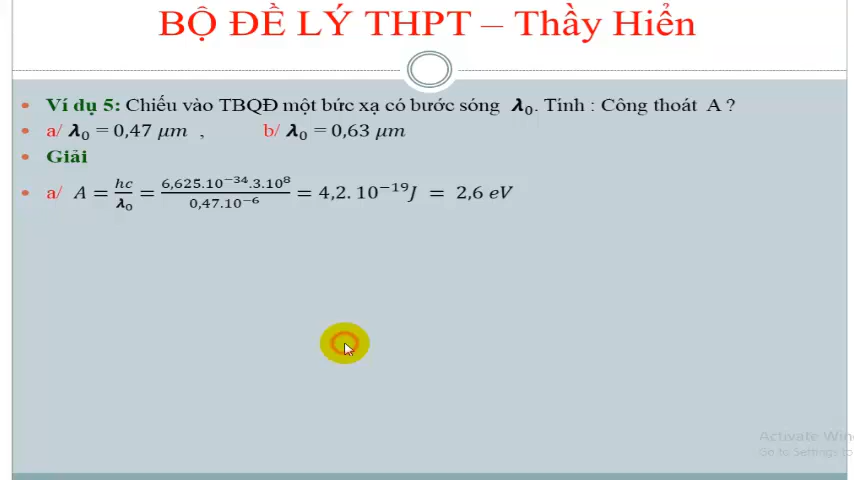 BỘ ĐỀ LÝ THPT – Thầy Hiển
Ví dụ 5: Chiếu vào TBQĐ một bức xạ có bước sóng λ₀. Tính : Công thoát A ?
a/ λ₀ = 0,47 μm , b/ λ₀ = 0,63 μm
Giải
a/ A = hc/λ₀ = 6,625.10⁻³⁴.3.10⁸/0,47.10⁻⁶ = 4,2. 10⁻¹⁹J = 2,6 eV
Activate Win
Go to Settings to